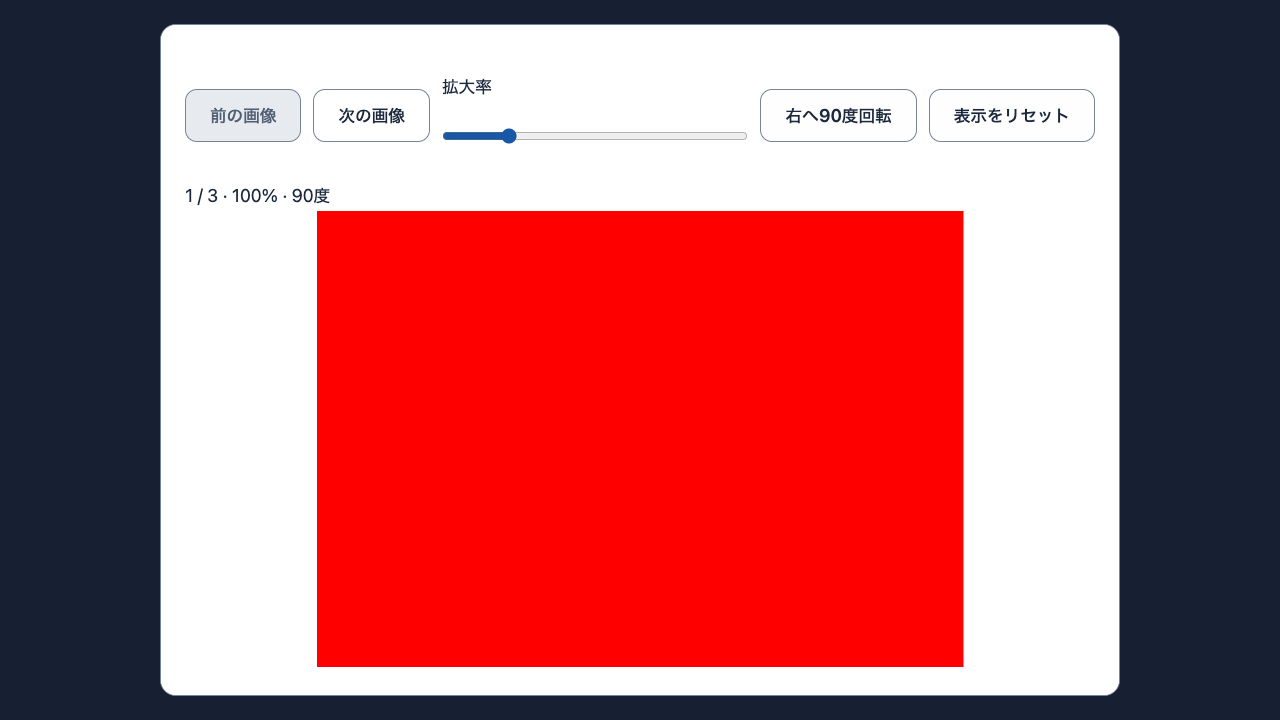 前の画像
次の画像
拡大率
右へ90度回転
表示をリセット
1 / 3 · 100% · 90度